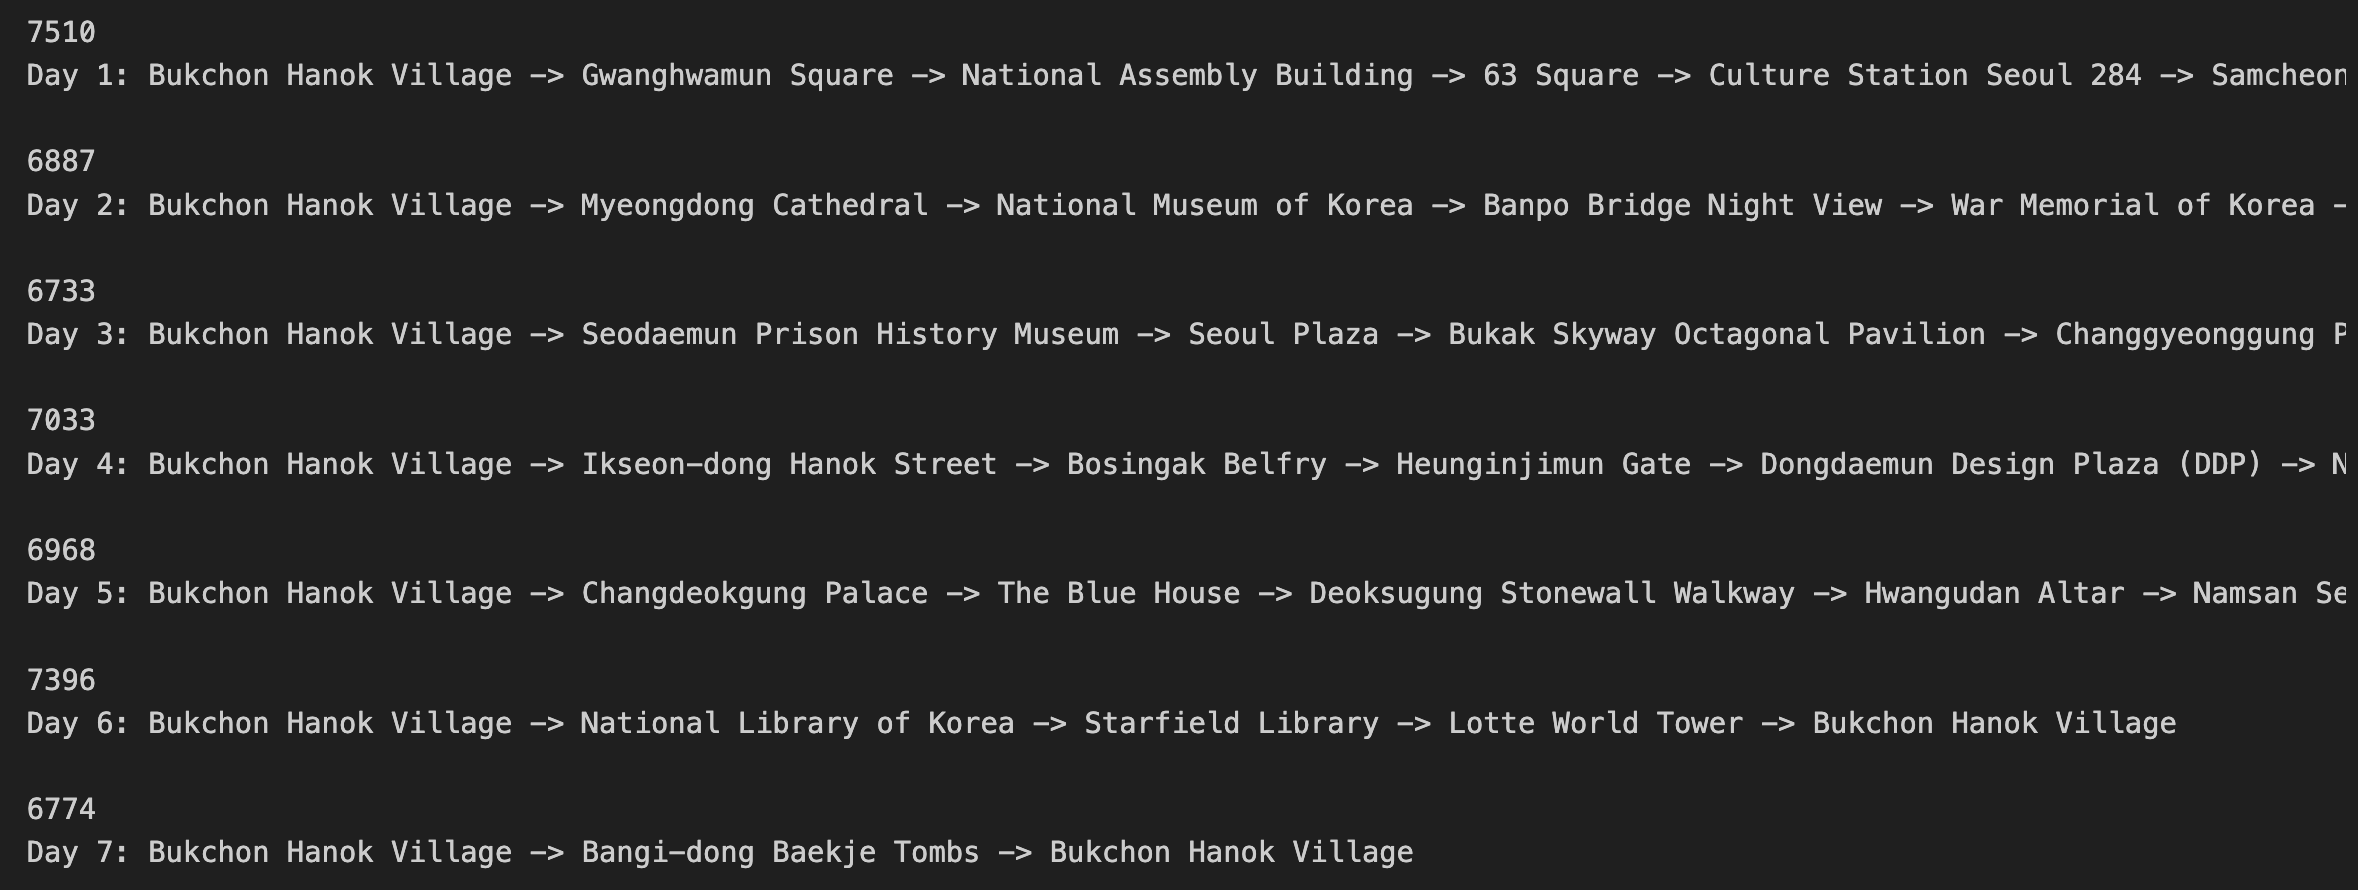 7510
Day 1: Bukchon Hanok Village -> Gwanghwamun Square -> National Assembly Building -> 63 Square -> Culture Station Seoul 284 -> Samcheon
6887
Day 2: Bukchon Hanok Village -> Myeongdong Cathedral -> National Museum of Korea -> Banpo Bridge Night View -> War Memorial of Korea -
6733
Day 3: Bukchon Hanok Village -> Seodaemun Prison History Museum -> Seoul Plaza -> Bukak Skyway Octagonal Pavilion -> Changgyeonggung P
7033
Day 4: Bukchon Hanok Village -> Ikseon-dong Hanok Street -> Bosingak Belfry -> Heunginjimun Gate -> Dongdaemun Design Plaza (DDP) -> N
6968
Day 5: Bukchon Hanok Village -> Changdeokgung Palace -> The Blue House -> Deoksugung Stonewall Walkway -> Hwangudan Altar -> Namsan Se
7396
Day 6: Bukchon Hanok Village -> National Library of Korea -> Starfield Library -> Lotte World Tower -> Bukchon Hanok Village
6774
Day 7: Bukchon Hanok Village -> Bangi-dong Baekje Tombs -> Bukchon Hanok Village